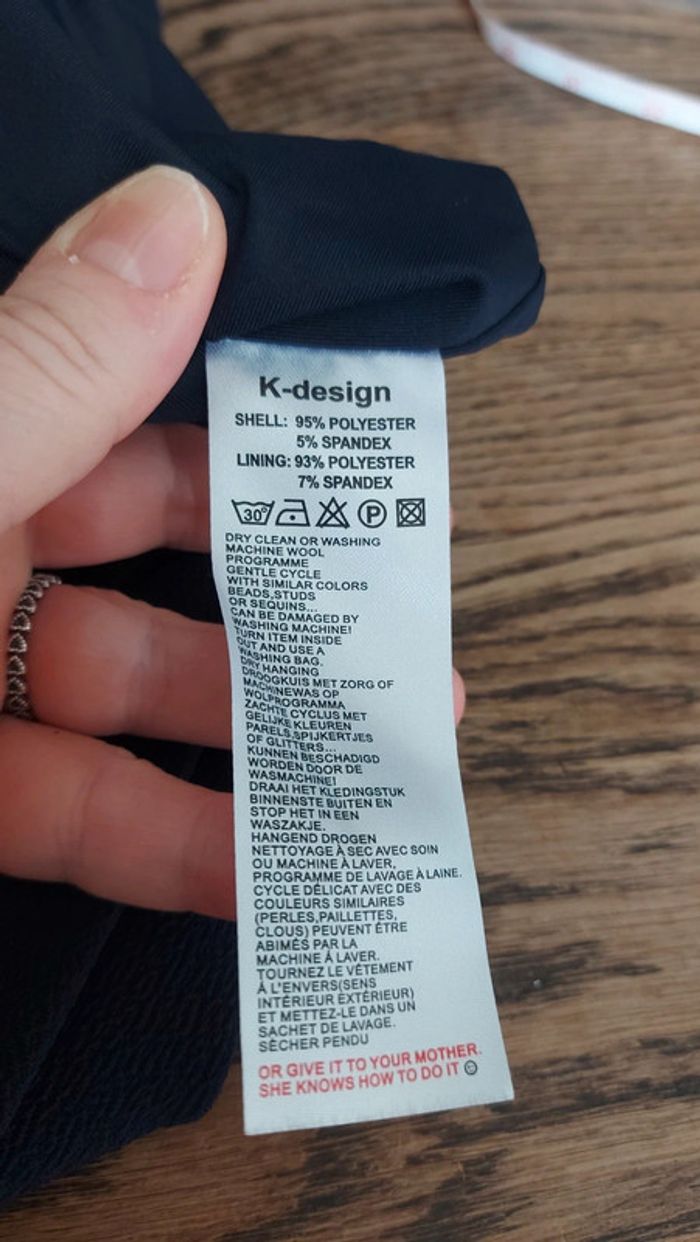 K-design
SHELL: 95% POLYESTER
5% SPANDEX
LINING: 93% POLYESTER
7% SPANDEX
30° P
DRY CLEAN OR WASHING
MACHINE WOOL
PROGRAMME
GENTLE CYCLE
WITH SIMILAR COLORS
BEADS,STUDS
OR SEQUINS...
CAN BE DAMAGED BY
WASHING MACHINE!
TURN ITEM INSIDE
OUT AND USE A
WASHING BAG.
DRY HANGING
DROOGKUIS MET ZORG OF
MACHINEWAS OP
WOLPROGRAMMA
ZACHTE CYCLUS MET
GELIJKE KLEUREN
PARELS,SPIJKERTJES
OF GLITTERS...
KUNNEN BESCHADIGD
WORDEN DOOR DE
WASMACHINE!
DRAAI HET KLEDINGSTUK
BINNENSTE BUITEN EN
STOP HET IN EEN
WASZAKJE.
HANGEND DROGEN
NETTOYAGE À SEC AVEC SOIN
OU MACHINE À LAVER,
PROGRAMME DE LAVAGE À LAINE.
CYCLE DÉLICAT AVEC DES
COULEURS SIMILAIRES
(PERLES,PAILLETTES,
CLOUS) PEUVENT ÊTRE
ABIMÉS PAR LA
MACHINE Á LAVER.
TOURNEZ LE VÊTEMENT
Á L'ENVERS(SENS
INTÉRIEUR EXTÉRIEUR)
ET METTEZ-LE DANS UN
SACHET DE LAVAGE.
SÈCHER PENDU
OR GIVE IT TO YOUR MOTHER.
SHE KNOWS HOW TO DO IT ☺